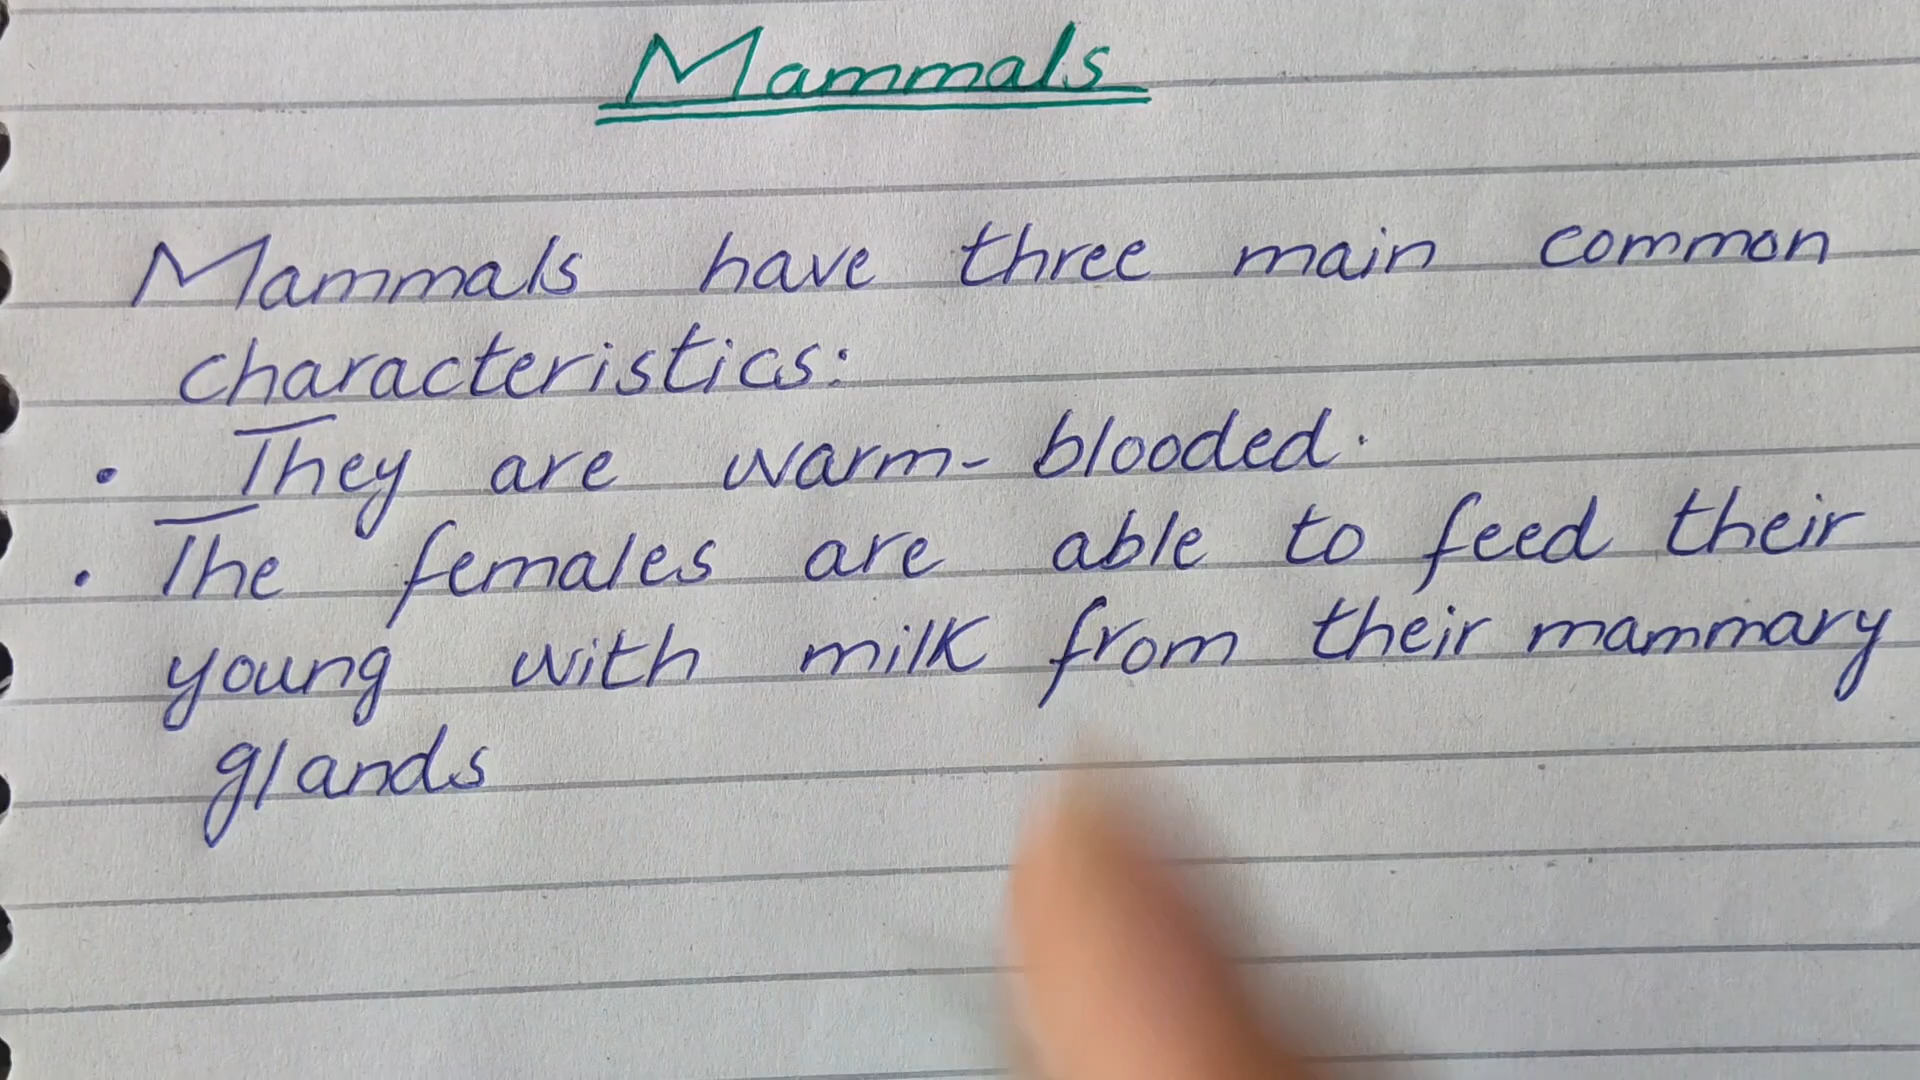 Mammals
Mammals have three main common
characteristics:
• They are warm-blooded.
• The females are able to feed their
young with milk from their mammary
glands